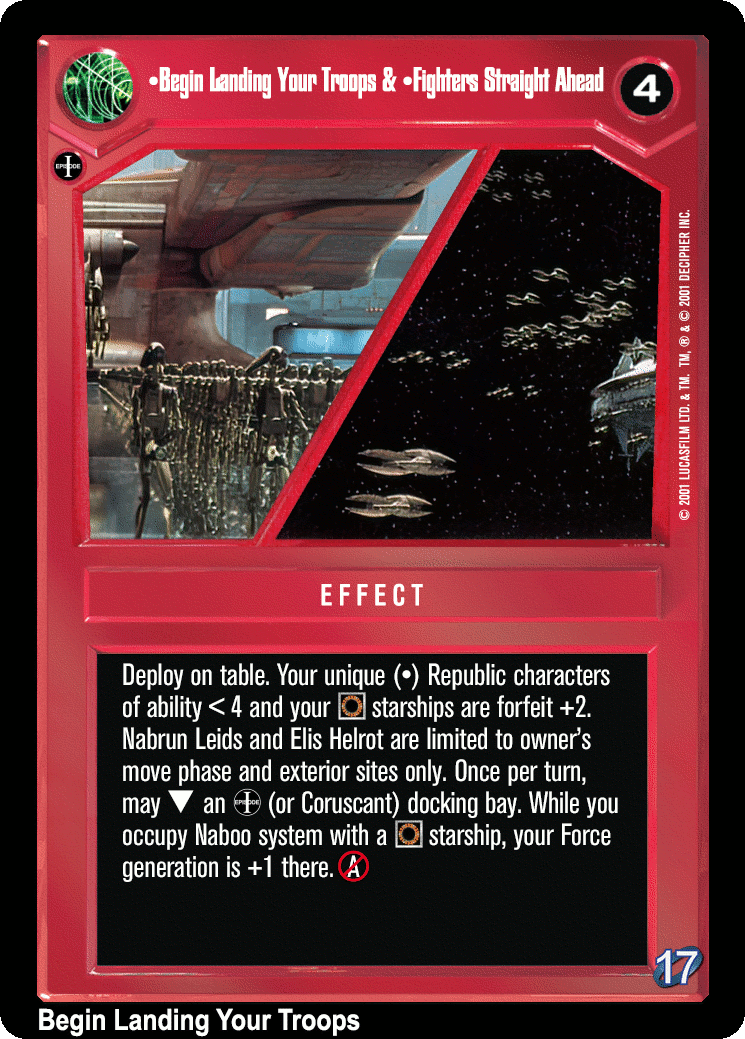 •Begin Landing Your Troops & •Fighters Straight Ahead
4
EPISODE I
© 2001 LUCASFILM LTD. & TM. TM, ® & © 2001 DECIPHER INC.
EFFECT
Deploy on table. Your unique (•) Republic characters
of ability < 4 and your starships are forfeit +2.
Nabrun Leids and Elis Helrot are limited to owner's
move phase and exterior sites only. Once per turn,
may ▼ an EPISODE I (or Coruscant) docking bay. While you
occupy Naboo system with a starship, your Force
generation is +1 there. A
17
Begin Landing Your Troops